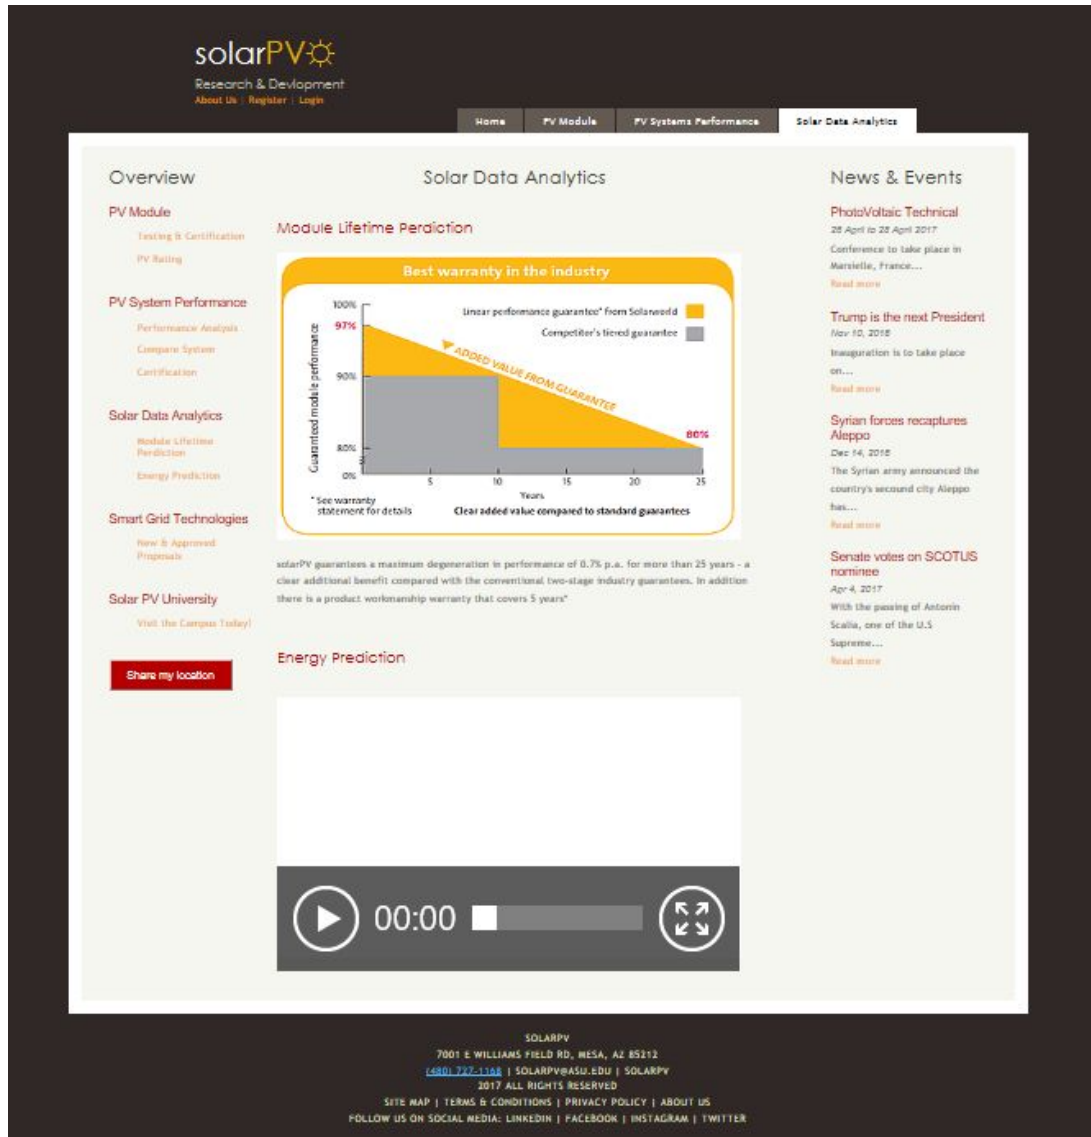 solarPV
Research & Devlopment
About Us | Register | Login
Home
PV Module
PV Systems Performance
Solar Data Analytics
Overview
PV Module
Testing & Certification
PV Rating
PV System Performance
Performance Analysis
Compare System
Certification
Solar Data Analytics
Module Lifetime
Perdiction
Energy Prediction
Smart Grid Technologies
New & Approved
Proposals
Solar PV University
Visit the Campus Today!
Share my location
Solar Data Analytics
Module Lifetime Perdiction
Best warranty in the industry
Linear performance guarantee* from Solarworld
Competitor's tiered guarantee
Guaranteed module performance
100%
97%
90%
80%
0%
ADDED VALUE FROM GUARANTEE
86%
5
10
15
20
25
Years
* See warranty
statement for details
Clear added value compared to standard guarantees
solarPV guarantees a maximum degeneration in performance of 0.7% p.a. for more than 25 years - a
clear additional benefit compared with the conventional two-stage industry guarantees. In addition
there is a product workmanship warranty that covers 5 years"
Energy Prediction
00:00
News & Events
PhotoVoltaic Technical
28 April to 28 April 2017
Conference to take place in
Marsielle, France...
Read more
Trump is the next President
Nov 10, 2016
Inauguration is to take place
on...
Read more
Syrian forces recaptures
Aleppo
Dec 14, 2016
The Syrian army announced the
country's secound city Aleppo
has...
Read more
Senate votes on SCOTUS
nominee
Apr 4, 2017
With the passing of Antonin
Scalia, one of the U.S
Supreme...
Read more
SOLARPV
7001 E WILLIAMS FIELD RD, MESA, AZ 85212
(480) 727-1168 | SOLARPV@ASU.EDU | SOLARPV
2017 ALL RIGHTS RESERVED
SITE MAP | TERMS & CONDITIONS | PRIVACY POLICY | ABOUT US
FOLLOW US ON SOCIAL MEDIA: LINKEDIN | FACEBOOK | INSTAGRAM | TWITTER